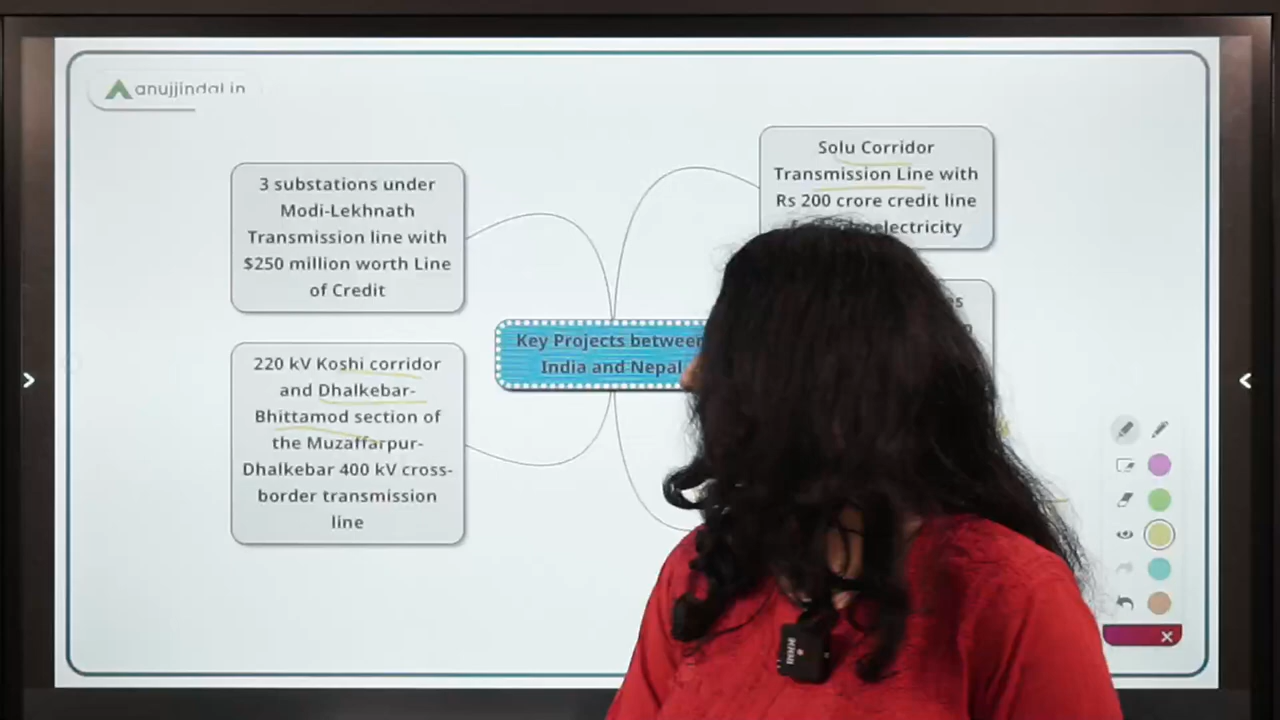 anujjindal.in
3 substations under
Modi-Lekhnath
Transmission line with
$250 million worth Line
of Credit
220 kV Koshi corridor
and Dhalkebar-
Bhittamod section of
the Muzaffarpur-
Dhalkebar 400 kV cross-
border transmission
line
Key Projects between
India and Nepal
Solu Corridor
Transmission Line with
Rs 200 crore credit line